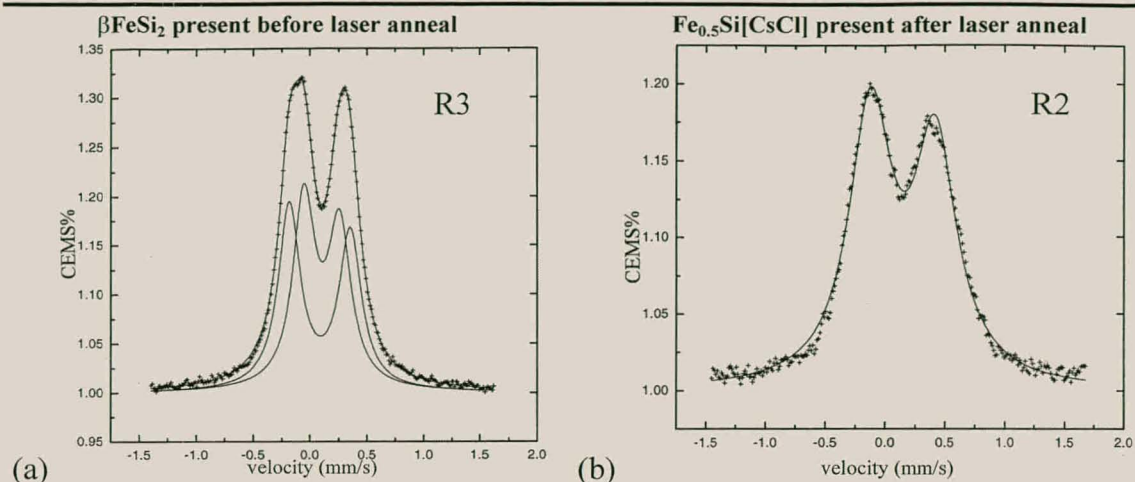 βFeSi₂ present before laser anneal
R3
CEMS%
1.35
1.30
1.25
1.20
1.15
1.10
1.05
1.00
0.95
-1.5 -1.0 -0.5 0.0 0.5 1.0 1.5 2.0
velocity (mm/s)
(a)
Fe₀.₅Si[CsCl] present after laser anneal
R2
CEMS%
1.20
1.15
1.10
1.05
1.00
-1.5 -1.0 -0.5 0.0 0.5 1.0 1.5 2.0
velocity (mm/s)
(b)